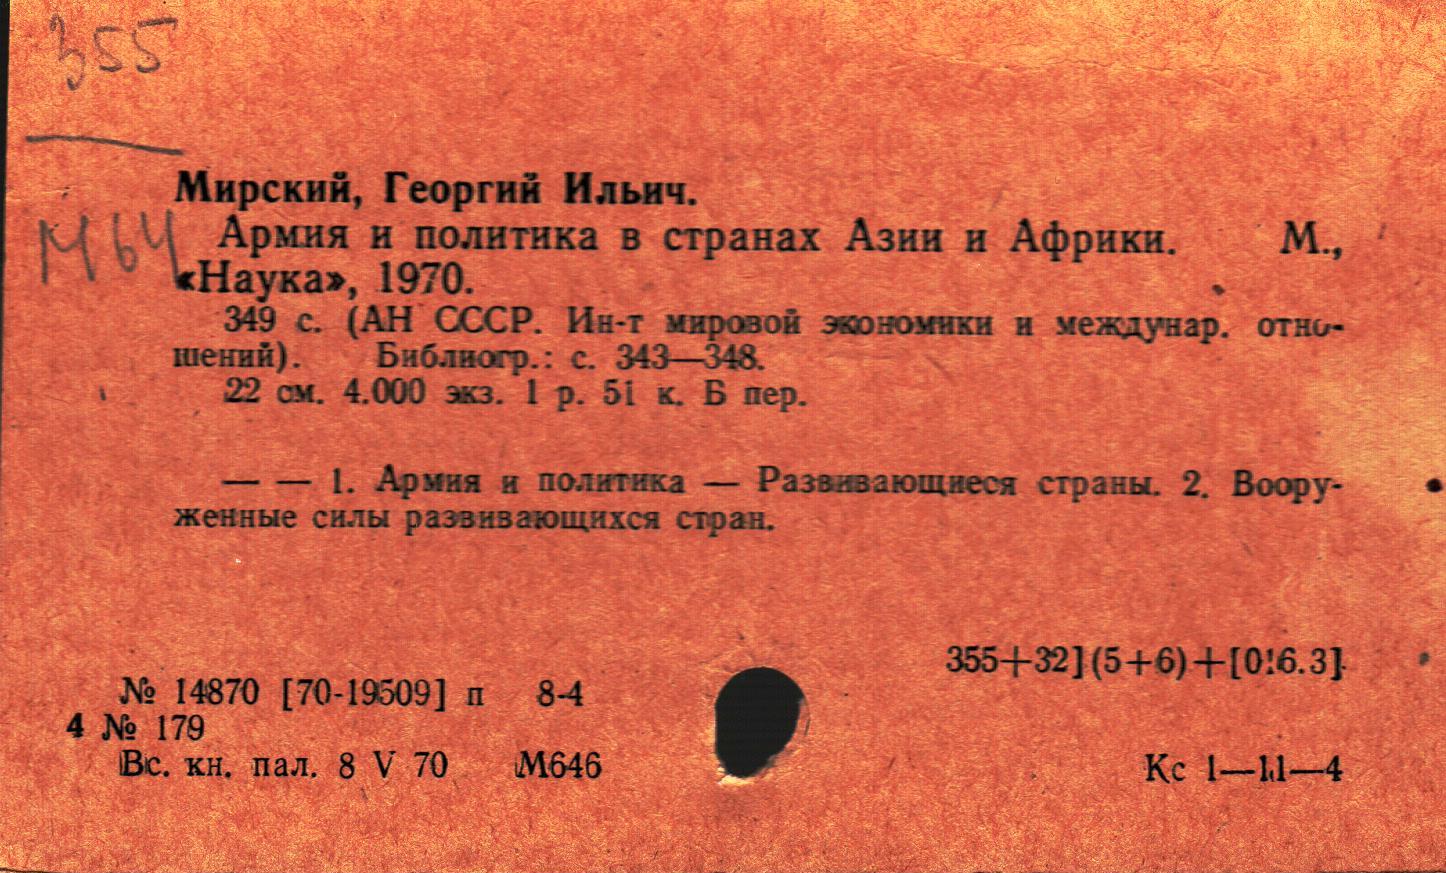 355
Мирский, Георгий Ильич.
М64
Армия и политика в странах Азии и Африки. М.,
«Наука», 1970.
349 с. (АН СССР. Ин-т мировой экономики и междунар. отно-
шений). Библиогр.: с. 343—348.
22 см. 4.000 экз. 1 р. 51 к. Б пер.
— — 1. Армия и политика — Развивающиеся страны. 2. Воору-
женные силы развивающихся стран.
355+32](5+6)+[016.3]
№ 14870 [70-19509] п 8-4
4 № 179
Вс. кн. пал. 8 V 70 М646
Кс 1—11—4